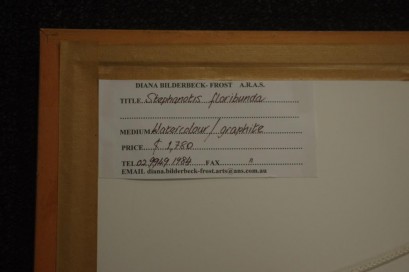 DIANA BILDERBECK- FROST A.R.A.S.
TITLE Stephanotis floribunda
MEDIUM Watercolour/graphite
PRICE $ 1,750
TEL 02 9949 1984 FAX "
EMAIL diana.bilderbeck-frost.arts@ans.com.au